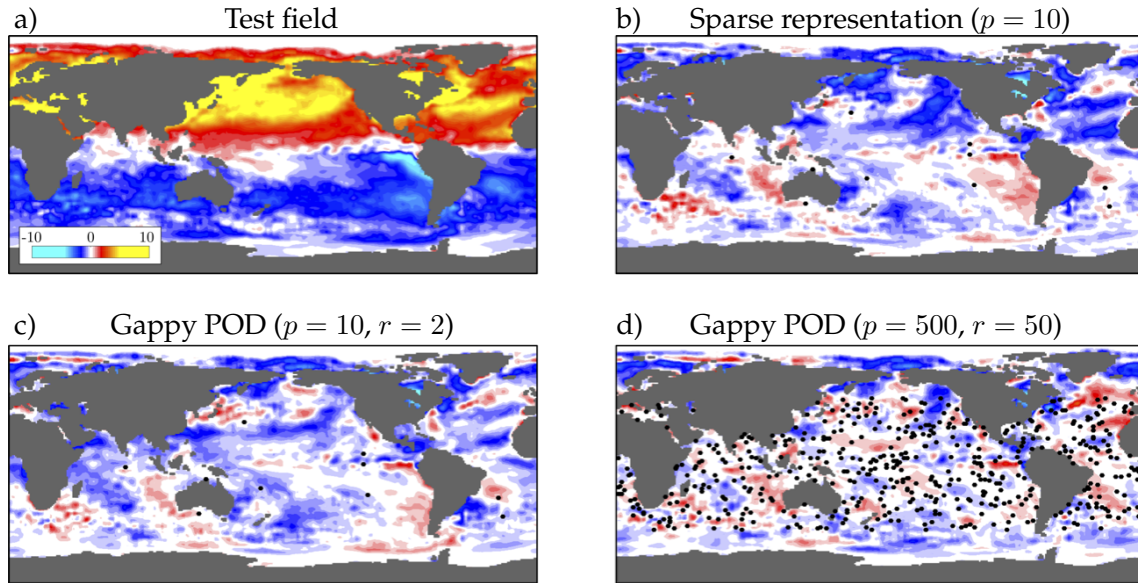 a) Test field
b) Sparse representation (p = 10)
-10 0 10
c) Gappy POD (p = 10, r = 2)
d) Gappy POD (p = 500, r = 50)